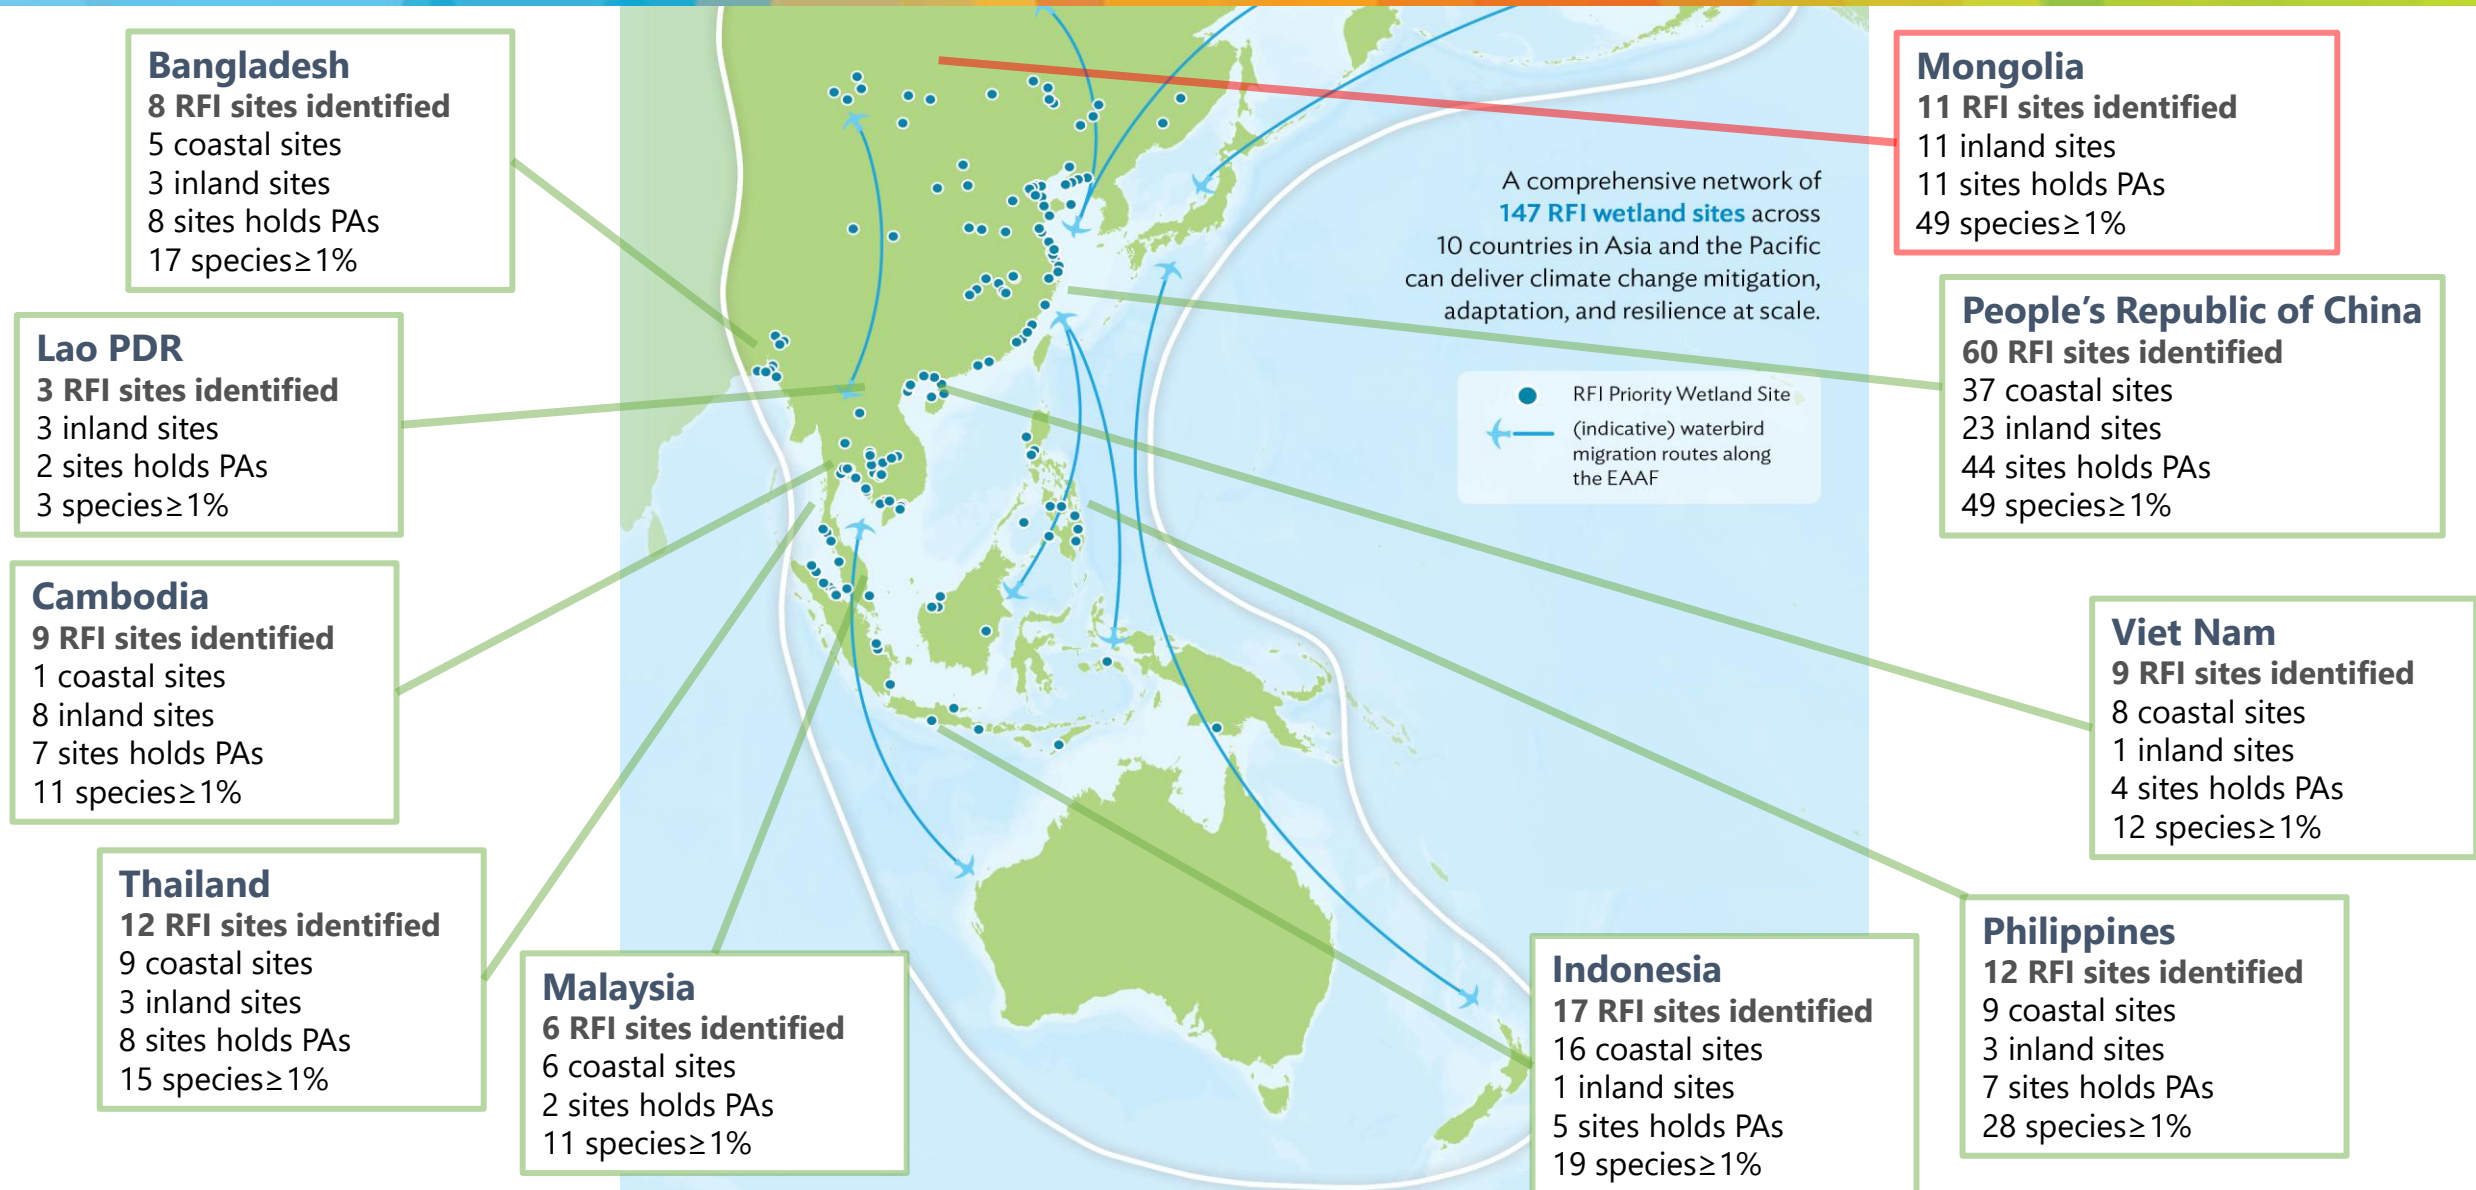 Bangladesh
8 RFI sites identified
5 coastal sites
3 inland sites
8 sites holds PAs
17 species≥1%
Lao PDR
3 RFI sites identified
3 inland sites
2 sites holds PAs
3 species≥1%
Cambodia
9 RFI sites identified
1 coastal sites
8 inland sites
7 sites holds PAs
11 species≥1%
Thailand
12 RFI sites identified
9 coastal sites
3 inland sites
8 sites holds PAs
15 species≥1%
Malaysia
6 RFI sites identified
6 coastal sites
2 sites holds PAs
11 species≥1%
A comprehensive network of
147 RFI wetland sites across
10 countries in Asia and the Pacific
can deliver climate change mitigation,
adaptation, and resilience at scale.
RFI Priority Wetland Site
(indicative) waterbird
migration routes along
the EAAF
Mongolia
11 RFI sites identified
11 inland sites
11 sites holds PAs
49 species≥1%
People’s Republic of China
60 RFI sites identified
37 coastal sites
23 inland sites
44 sites holds PAs
49 species≥1%
Viet Nam
9 RFI sites identified
8 coastal sites
1 inland sites
4 sites holds PAs
12 species≥1%
Philippines
12 RFI sites identified
9 coastal sites
3 inland sites
7 sites holds PAs
28 species≥1%
Indonesia
17 RFI sites identified
16 coastal sites
1 inland sites
5 sites holds PAs
19 species≥1%